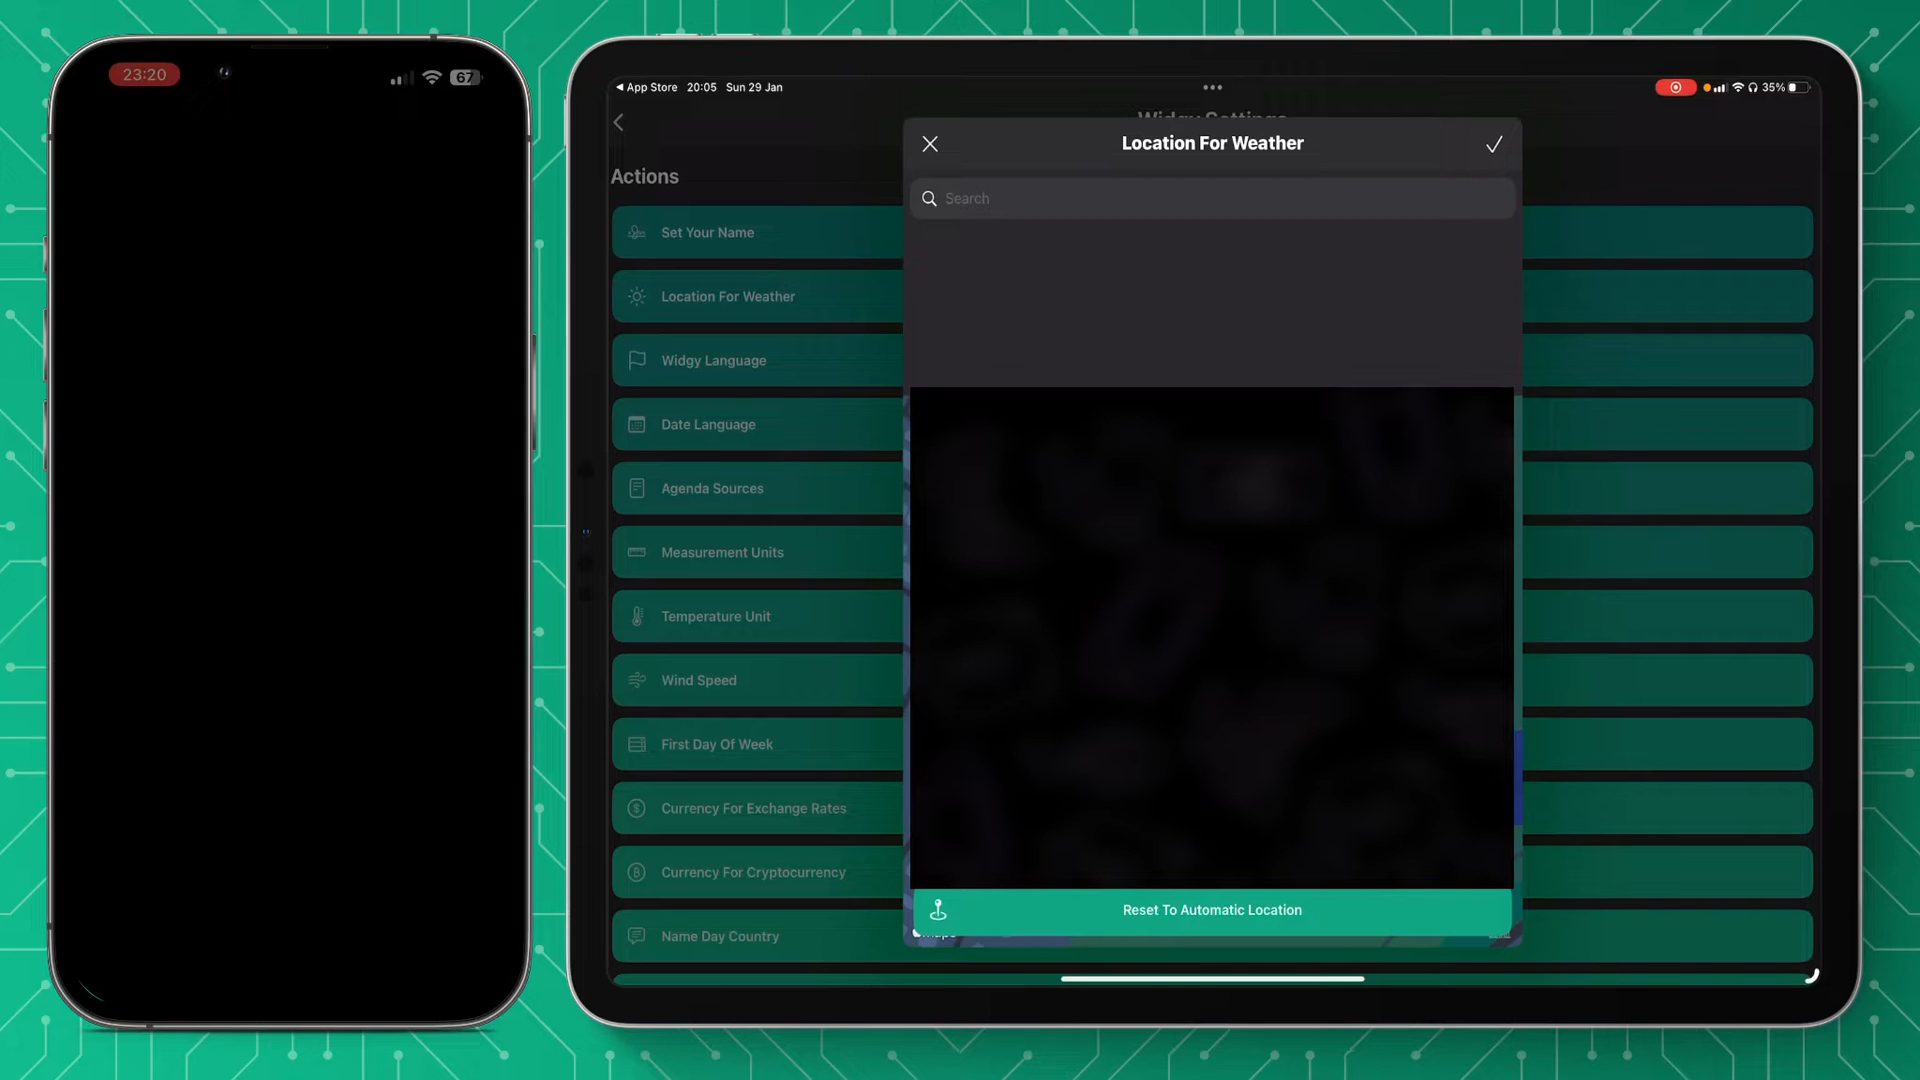 23:20
67
App Store 20:05 Sun 29 Jan
35%
Widgy Settings
Location For Weather
Search
Actions
Set Your Name
Location For Weather
Widgy Language
Date Language
Agenda Sources
Measurement Units
Temperature Unit
Wind Speed
First Day Of Week
Currency For Exchange Rates
Currency For Cryptocurrency
Name Day Country
Reset To Automatic Location